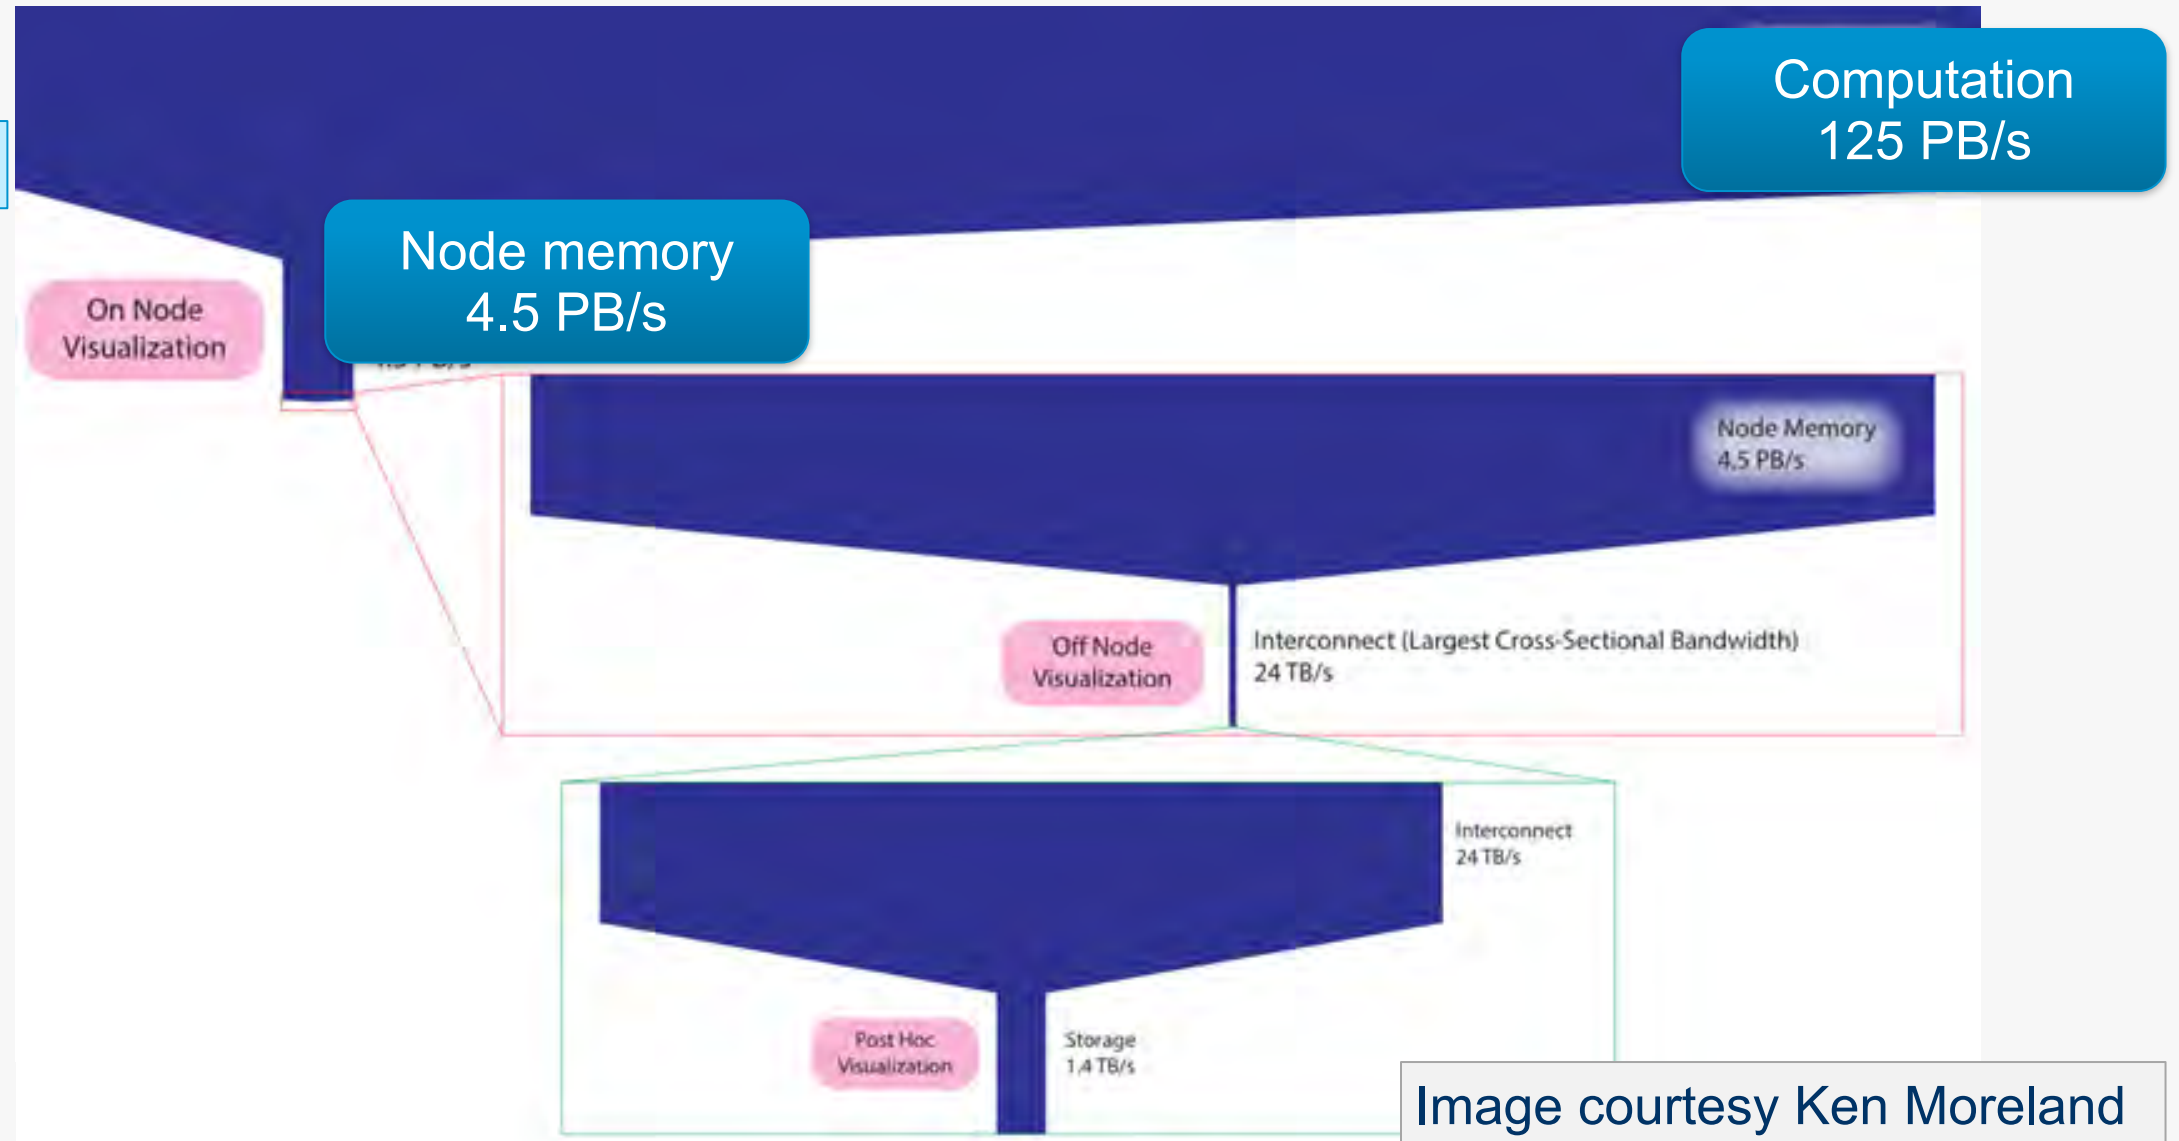 Computation
125 PB/s
Node memory
4.5 PB/s
On Node
Visualization
Node Memory
4.5 PB/s
Off Node
Visualization
Interconnect (Largest Cross-Sectional Bandwidth)
24 TB/s
Interconnect
24 TB/s
Post Hoc
Visualization
Storage
1.4 TB/s
Image courtesy Ken Moreland